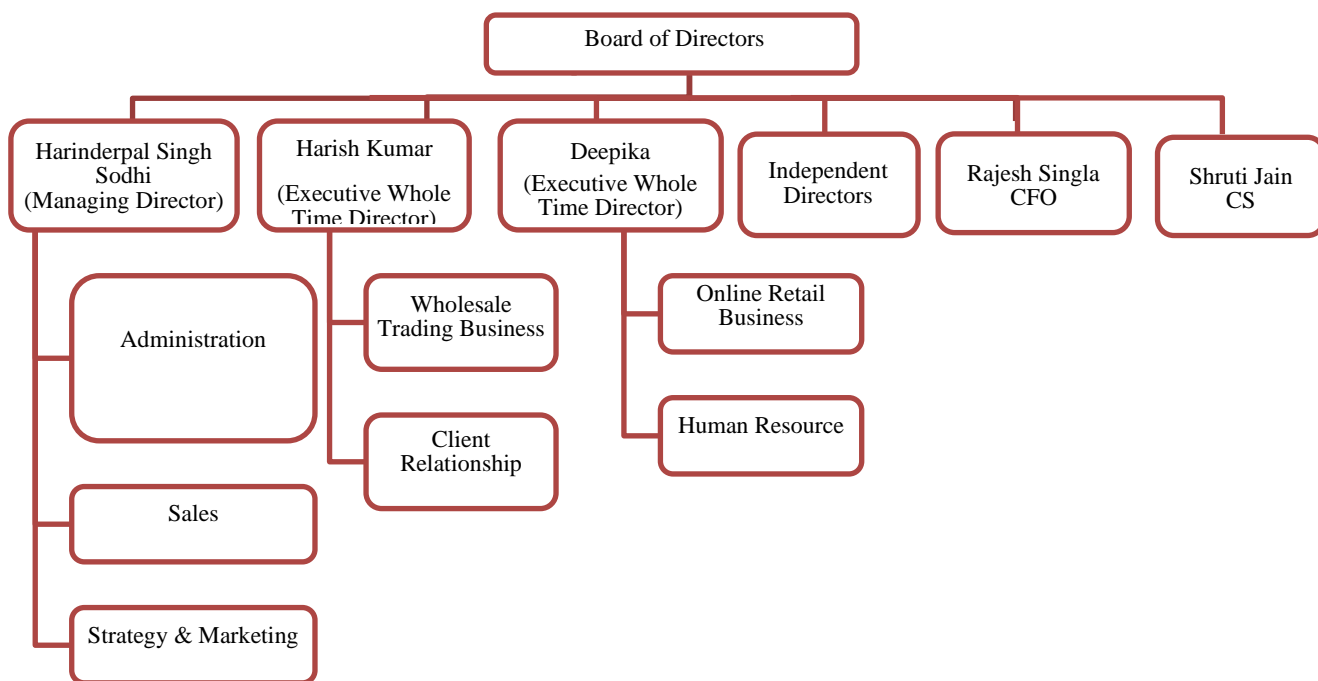 Board of Directors
Harinderpal Singh
Sodhi
(Managing Director)
Harish Kumar
(Executive Whole
Time Director)
Deepika
(Executive Whole
Time Director)
Independent
Directors
Rajesh Singla
CFO
Shruti Jain
CS
Administration
Sales
Strategy & Marketing
Wholesale
Trading Business
Client
Relationship
Online Retail
Business
Human Resource